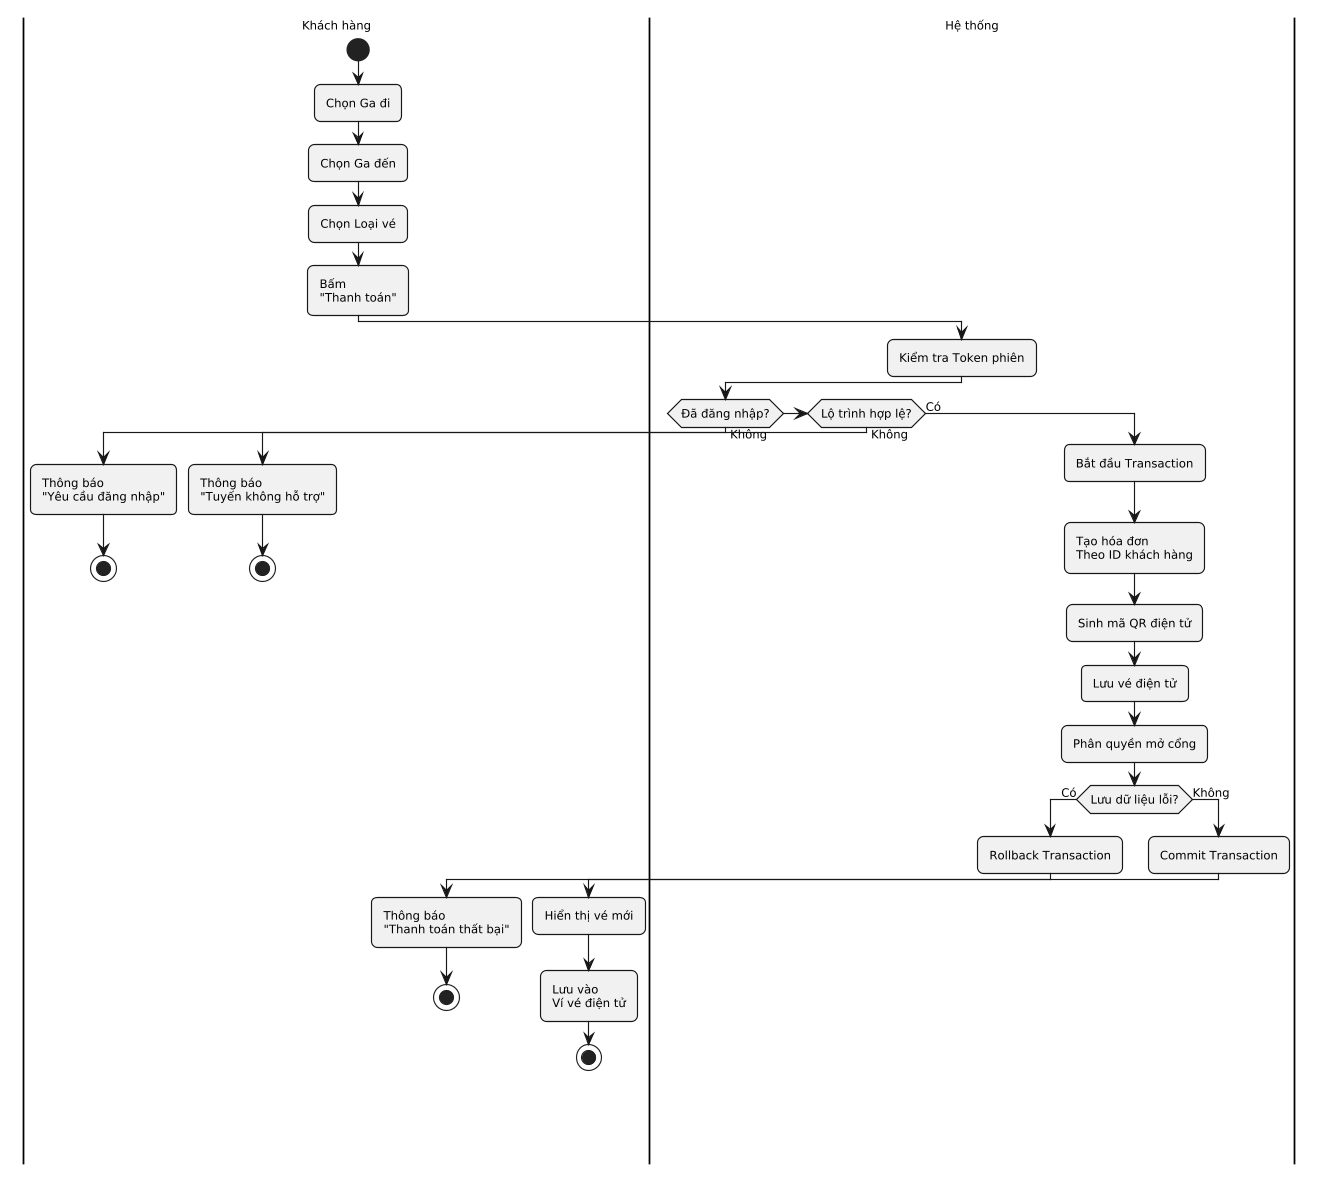 Khách hàng
Hệ thống
Chọn Ga đi
Chọn Ga đến
Chọn Loại vé
Bấm
"Thanh toán"
Kiểm tra Token phiên
Đã đăng nhập?
Lộ trình hợp lệ?
Có
Không
Không
Thông báo
"Yêu cầu đăng nhập"
Thông báo
"Tuyến không hỗ trợ"
Bắt đầu Transaction
Tạo hóa đơn
Theo ID khách hàng
Sinh mã QR điện tử
Lưu vé điện tử
Phân quyền mở cổng
Có
Lưu dữ liệu lỗi?
Không
Rollback Transaction
Commit Transaction
Thông báo
"Thanh toán thất bại"
Hiển thị vé mới
Lưu vào
Ví vé điện tử